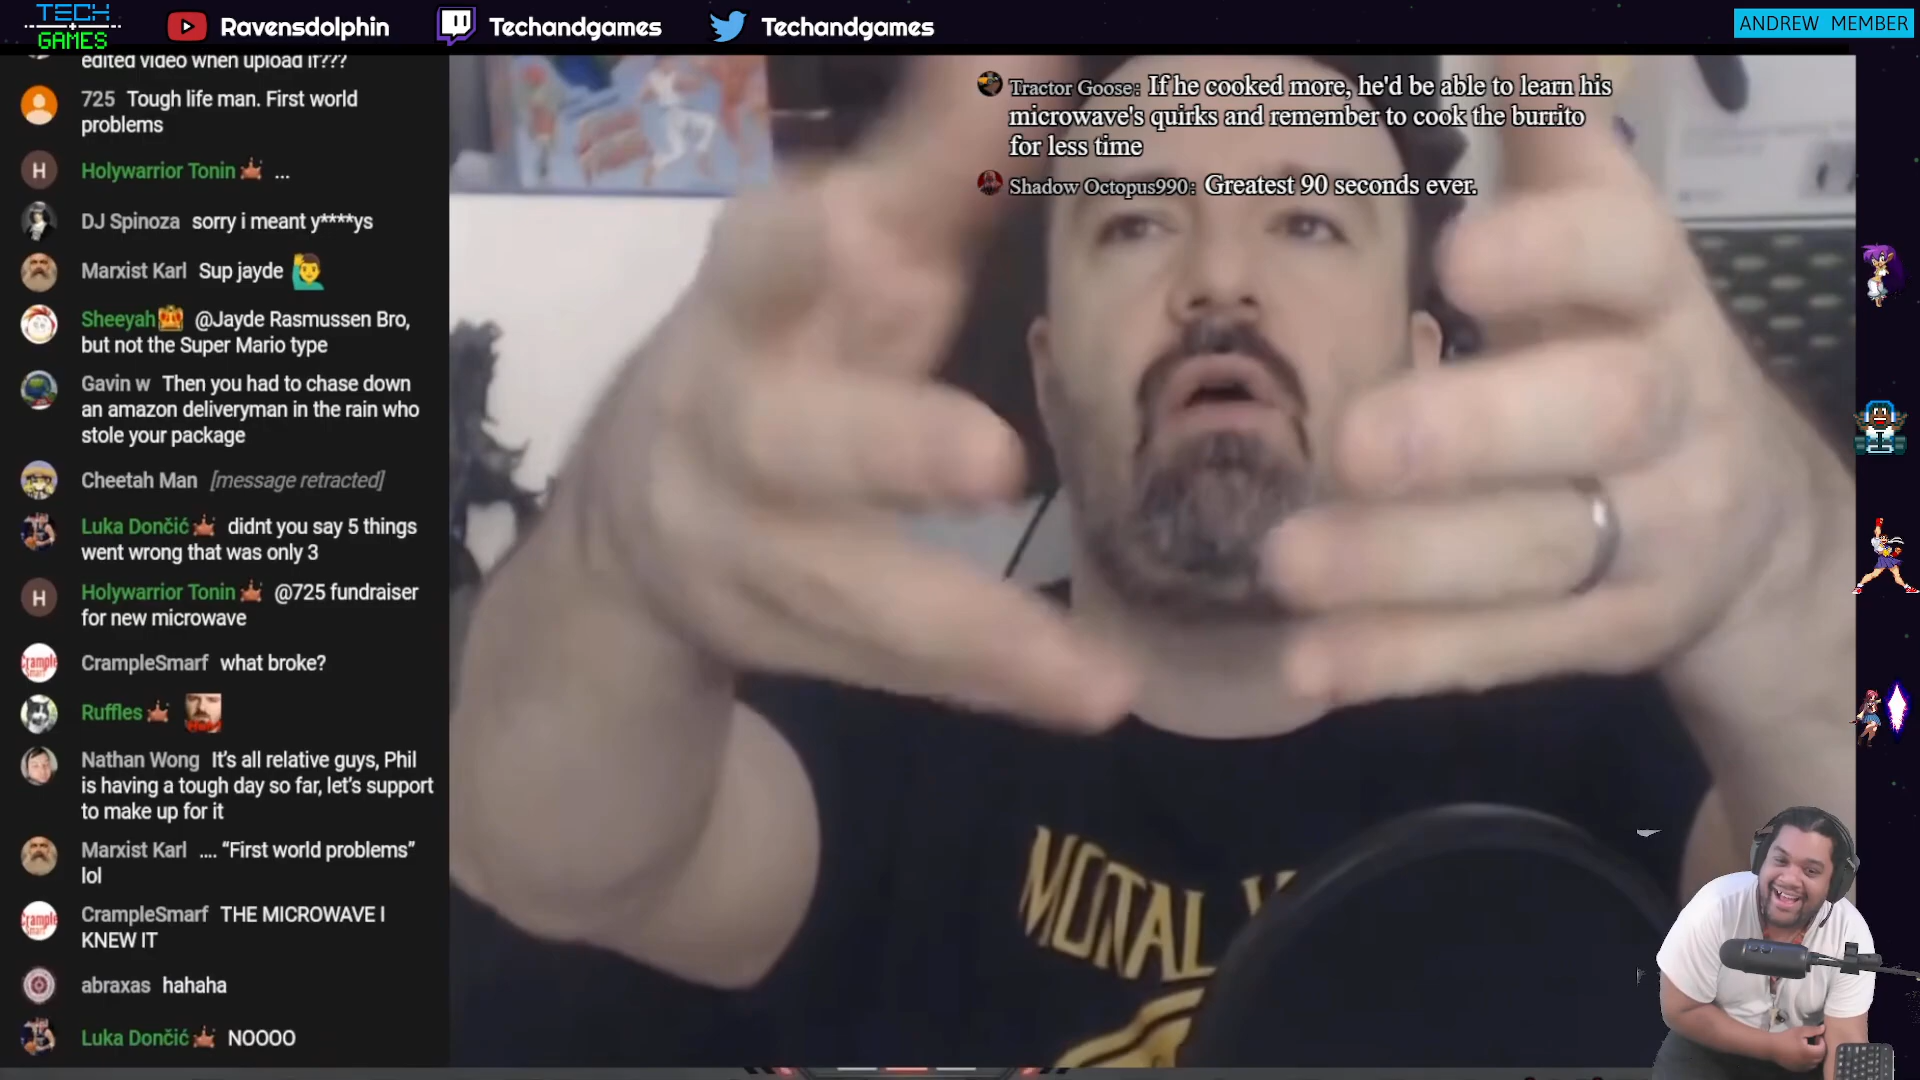 TECH
GAMES
Ravensdolphin
Techandgames
Techandgames
ANDREW MEMBER
edited video when upload it???
725 Tough life man. First world
problems
H
Holywarrior Tonin ...
DJ Spinoza sorry i meant y****ys
Marxist Karl Sup jayde
Sheeyah @Jayde Rasmussen Bro,
but not the Super Mario type
Gavin w Then you had to chase down
an amazon deliveryman in the rain who
stole your package
Cheetah Man [message retracted]
Luka Dončić didnt you say 5 things
went wrong that was only 3
H
Holywarrior Tonin @725 fundraiser
for new microwave
Crample
Smarf
CrampleSmarf what broke?
Ruffles
Nathan Wong It's all relative guys, Phil
is having a tough day so far, let's support
to make up for it
Marxist Karl .... “First world problems”
lol
Crample
Smarf
CrampleSmarf THE MICROWAVE I
KNEW IT
abraxas hahaha
Luka Dončić NOOOO
Tractor Goose: If he cooked more, he'd be able to learn his
microwave's quirks and remember to cook the burrito
for less time
Shadow Octopus990: Greatest 90 seconds ever.